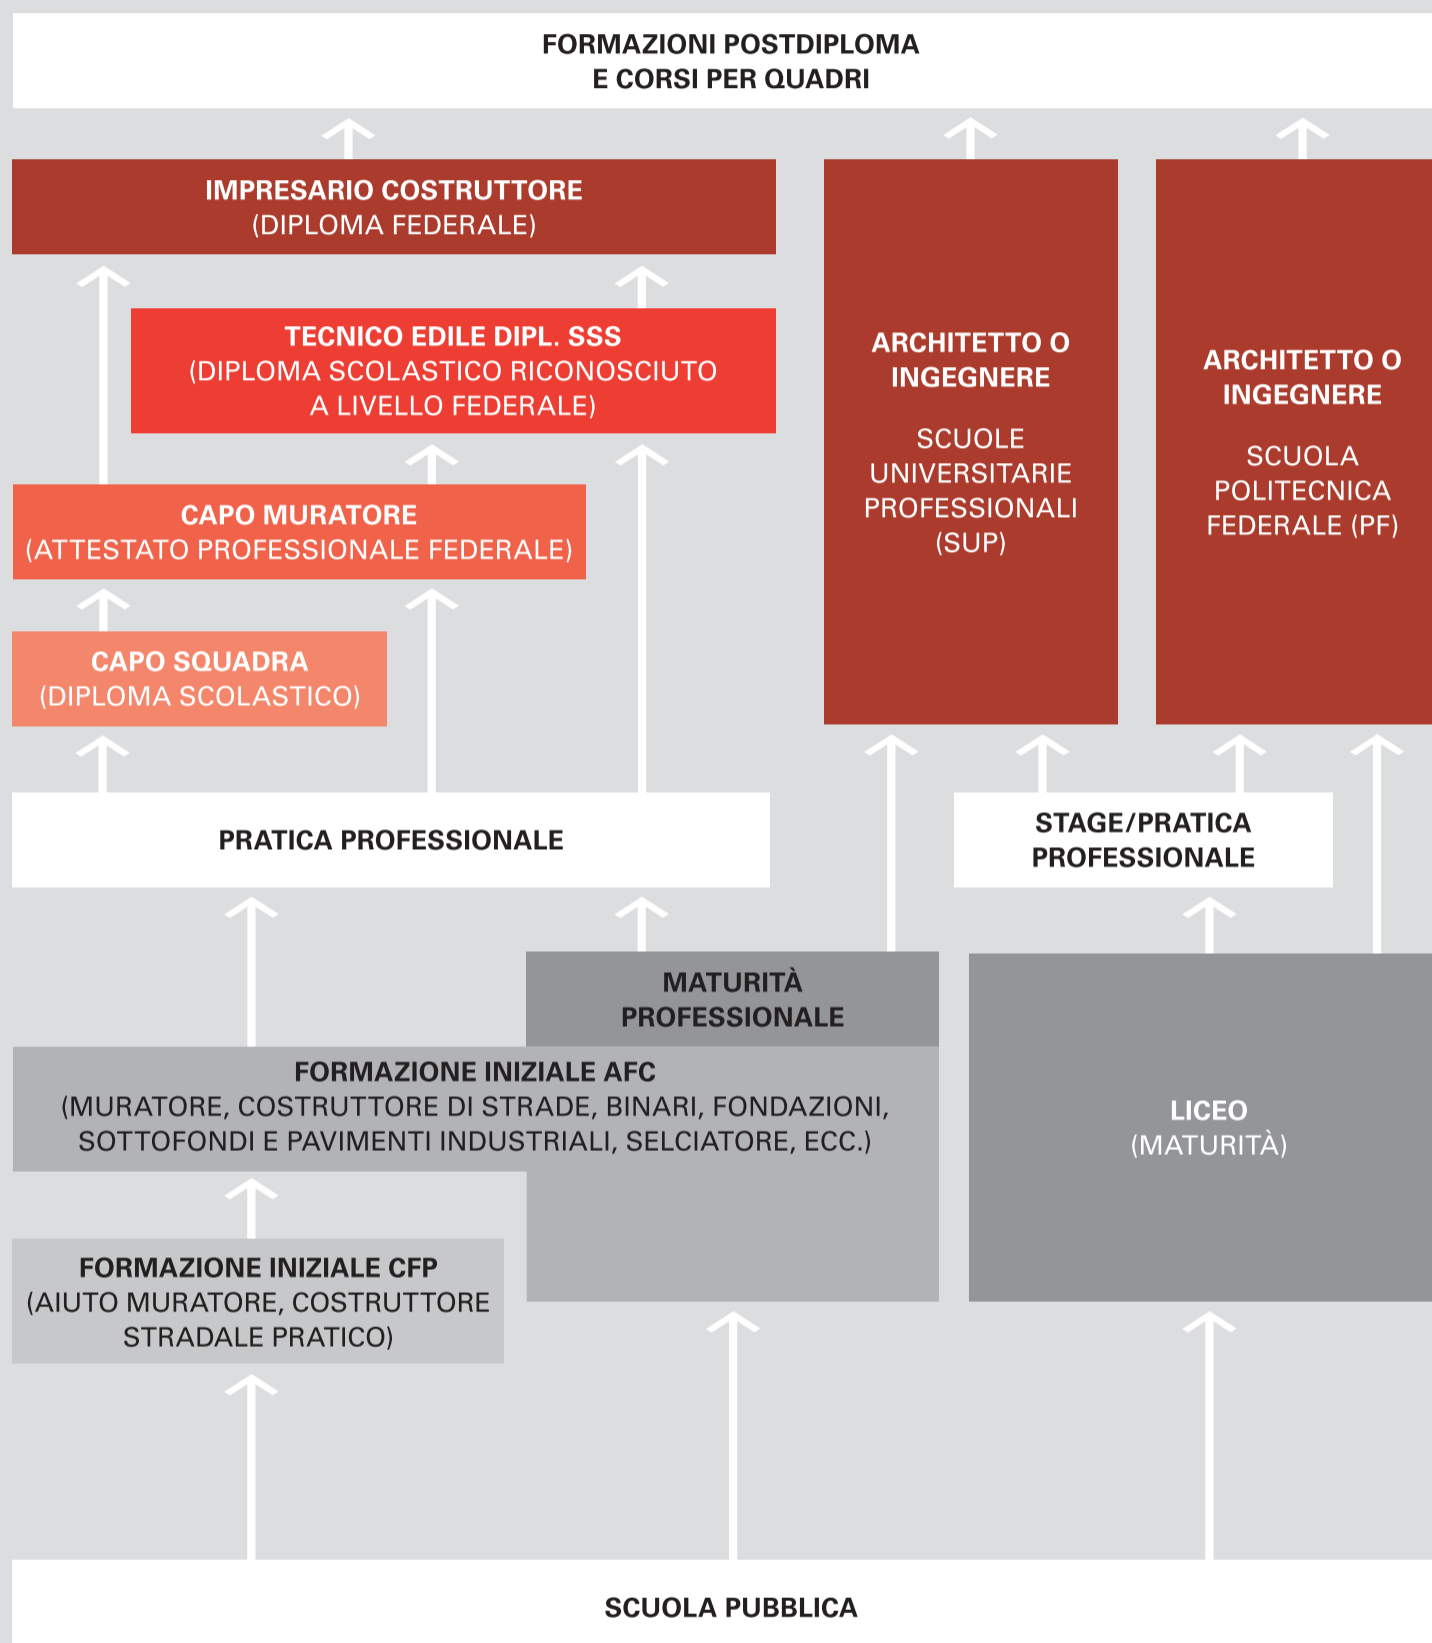 FORMAZIONI POSTDIPLOMA
E CORSI PER QUADRI
IMPRESARIO COSTRUTTORE
(DIPLOMA FEDERALE)
TECNICO EDILE DIPL. SSS
(DIPLOMA SCOLASTICO RICONOSCIUTO
A LIVELLO FEDERALE)
CAPO MURATORE
(ATTESTATO PROFESSIONALE FEDERALE)
CAPO SQUADRA
(DIPLOMA SCOLASTICO)
ARCHITETTO O
INGEGNERE
SCUOLE
UNIVERSITARIE
PROFESSIONALI
(SUP)
ARCHITETTO O
INGEGNERE
SCUOLA
POLITECNICA
FEDERALE (PF)
PRATICA PROFESSIONALE
STAGE/PRATICA
PROFESSIONALE
MATURITÀ
PROFESSIONALE
FORMAZIONE INIZIALE AFC
(MURATORE, COSTRUTTORE DI STRADE, BINARI, FONDAZIONI,
SOTTOFONDI E PAVIMENTI INDUSTRIALI, SELCIATORE, ECC.)
LICEO
(MATURITÀ)
FORMAZIONE INIZIALE CFP
(AIUTO MURATORE, COSTRUTTORE
STRADALE PRATICO)
SCUOLA PUBBLICA